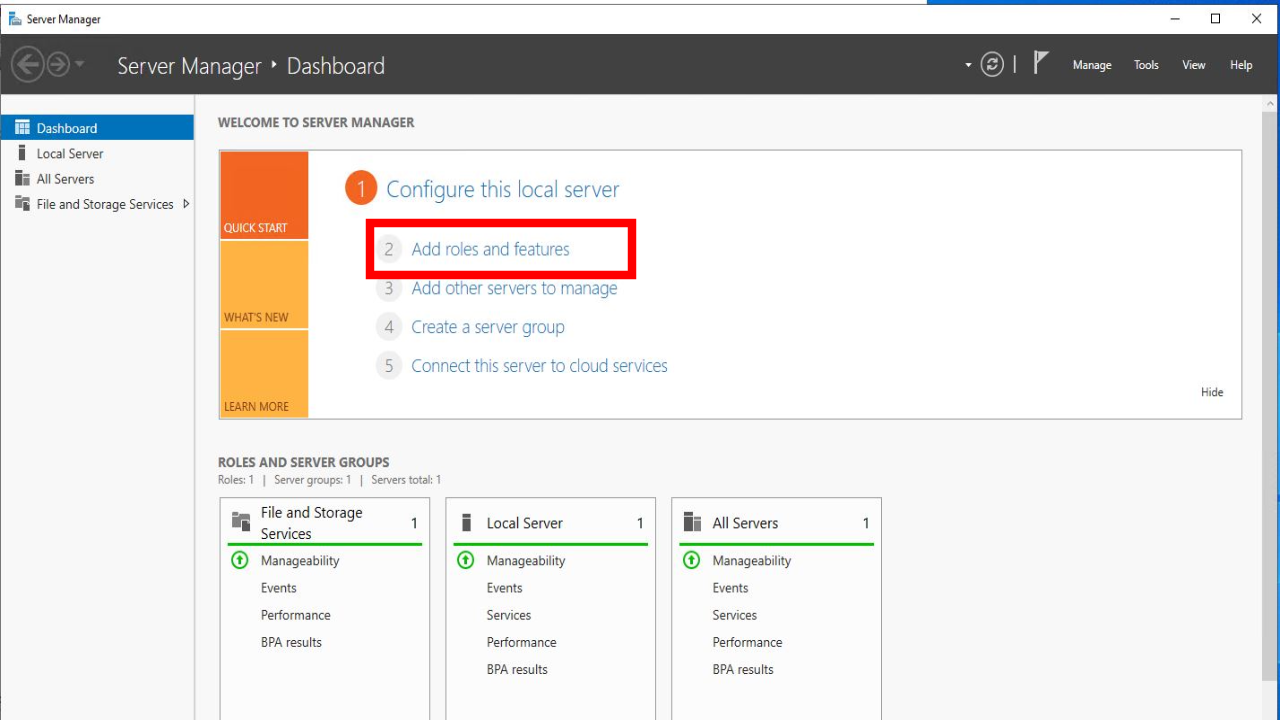 Server Manager
Server Manager • Dashboard
Manage Tools View Help
Dashboard
Local Server
All Servers
File and Storage Services
WELCOME TO SERVER MANAGER
QUICK START
WHAT'S NEW
LEARN MORE
1 Configure this local server
2 Add roles and features
3 Add other servers to manage
4 Create a server group
5 Connect this server to cloud services
Hide
ROLES AND SERVER GROUPS
Roles: 1 | Server groups: 1 | Servers total: 1
File and Storage
Services 1
Manageability
Events
Performance
BPA results
Local Server 1
Manageability
Events
Services
Performance
BPA results
All Servers 1
Manageability
Events
Services
Performance
BPA results